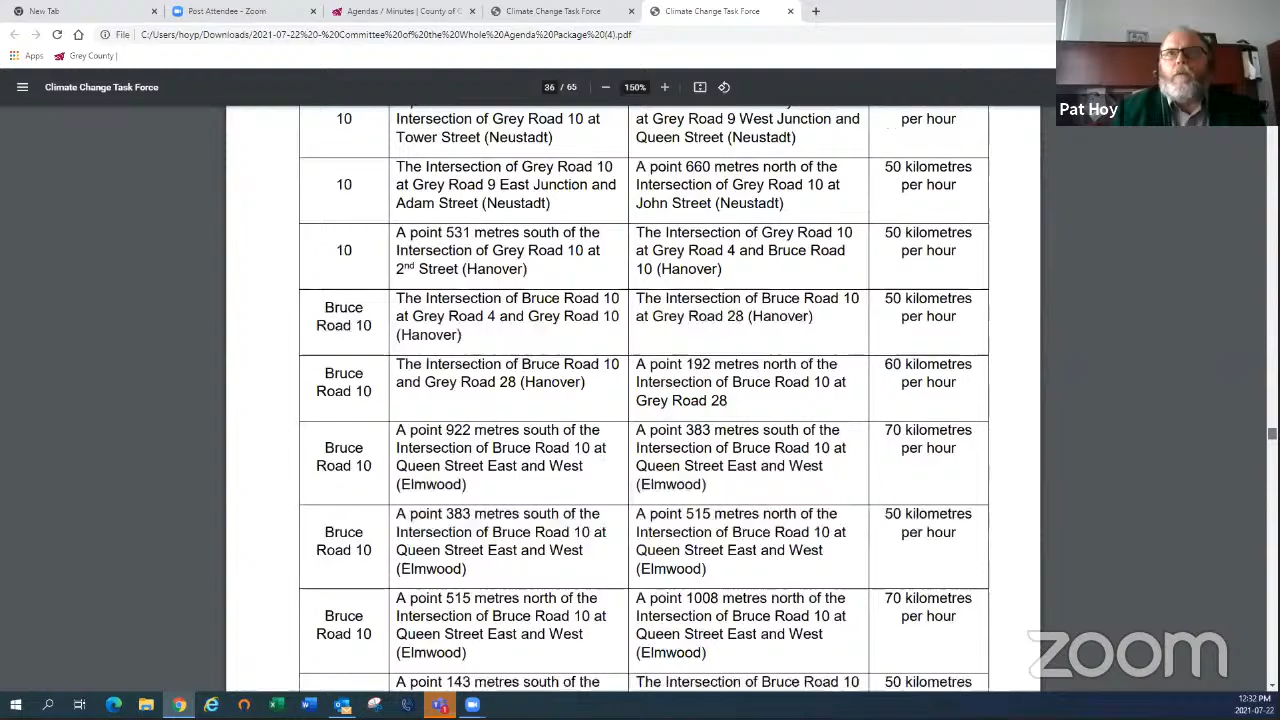 New Tab
Post Attendee - Zoom
Agendas / Minutes | County of G
Climate Change Task Force
Climate Change Task Force
File
C:/Users/hoyp/Downloads/2021-07-22%20-%20Committee%20of%20the%20Whole%20Agenda%20Package%20(4).pdf
Apps
Grey County |
Pat Hoy
Climate Change Task Force
36 / 65
150%
10
Intersection of Grey Road 10 at
Tower Street (Neustadt)
at Grey Road 9 West Junction and
Queen Street (Neustadt)
per hour
10
The Intersection of Grey Road 10
at Grey Road 9 East Junction and
Adam Street (Neustadt)
A point 660 metres north of the
Intersection of Grey Road 10 at
John Street (Neustadt)
50 kilometres
per hour
10
A point 531 metres south of the
Intersection of Grey Road 10 at
2nd Street (Hanover)
The Intersection of Grey Road 10
at Grey Road 4 and Bruce Road
10 (Hanover)
50 kilometres
per hour
Bruce
Road 10
The Intersection of Bruce Road 10
at Grey Road 4 and Grey Road 10
(Hanover)
The Intersection of Bruce Road 10
at Grey Road 28 (Hanover)
50 kilometres
per hour
Bruce
Road 10
The Intersection of Bruce Road 10
and Grey Road 28 (Hanover)
A point 192 metres north of the
Intersection of Bruce Road 10 at
Grey Road 28
60 kilometres
per hour
Bruce
Road 10
A point 922 metres south of the
Intersection of Bruce Road 10 at
Queen Street East and West
(Elmwood)
A point 383 metres south of the
Intersection of Bruce Road 10 at
Queen Street East and West
(Elmwood)
70 kilometres
per hour
Bruce
Road 10
A point 383 metres south of the
Intersection of Bruce Road 10 at
Queen Street East and West
(Elmwood)
A point 515 metres north of the
Intersection of Bruce Road 10 at
Queen Street East and West
(Elmwood)
50 kilometres
per hour
Bruce
Road 10
A point 515 metres north of the
Intersection of Bruce Road 10 at
Queen Street East and West
(Elmwood)
A point 1008 metres north of the
Intersection of Bruce Road 10 at
Queen Street East and West
(Elmwood)
70 kilometres
per hour
A point 143 metres south of the
The Intersection of Bruce Road 10
50 kilometres
zoom
12:32 PM
2021-07-22